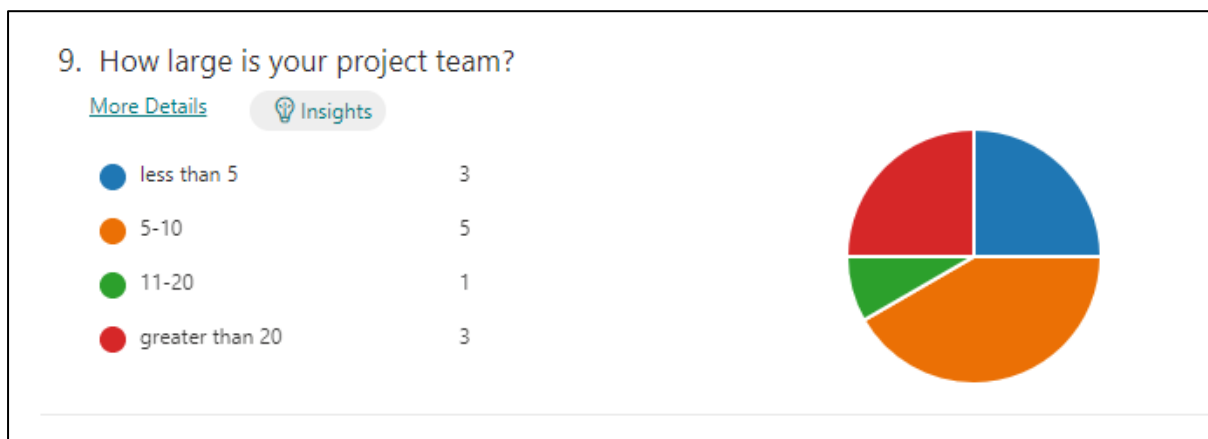 9. How large is your project team?
More Details Insights
less than 5 3
5-10 5
11-20 1
greater than 20 3